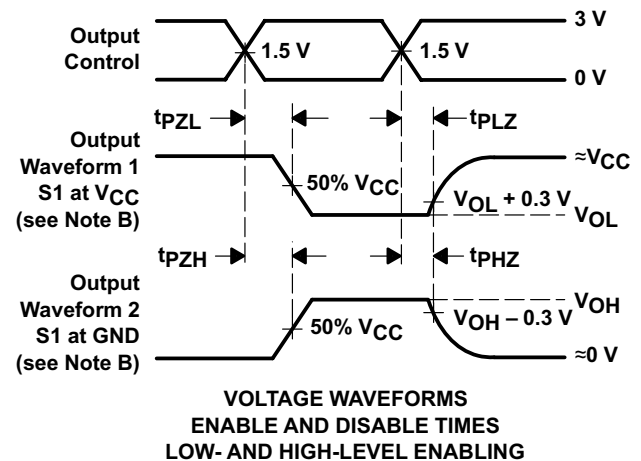 Output
Control
1.5 V
1.5 V
3 V
0 V
tPZL
tPLZ
Output
Waveform 1
S1 at VCC
(see Note B)
50% VCC
≈VCC
VOL + 0.3 V
VOL
tPZH
tPHZ
Output
Waveform 2
S1 at GND
(see Note B)
50% VCC
VOH
VOH – 0.3 V
≈0 V
VOLTAGE WAVEFORMS
ENABLE AND DISABLE TIMES
LOW- AND HIGH-LEVEL ENABLING